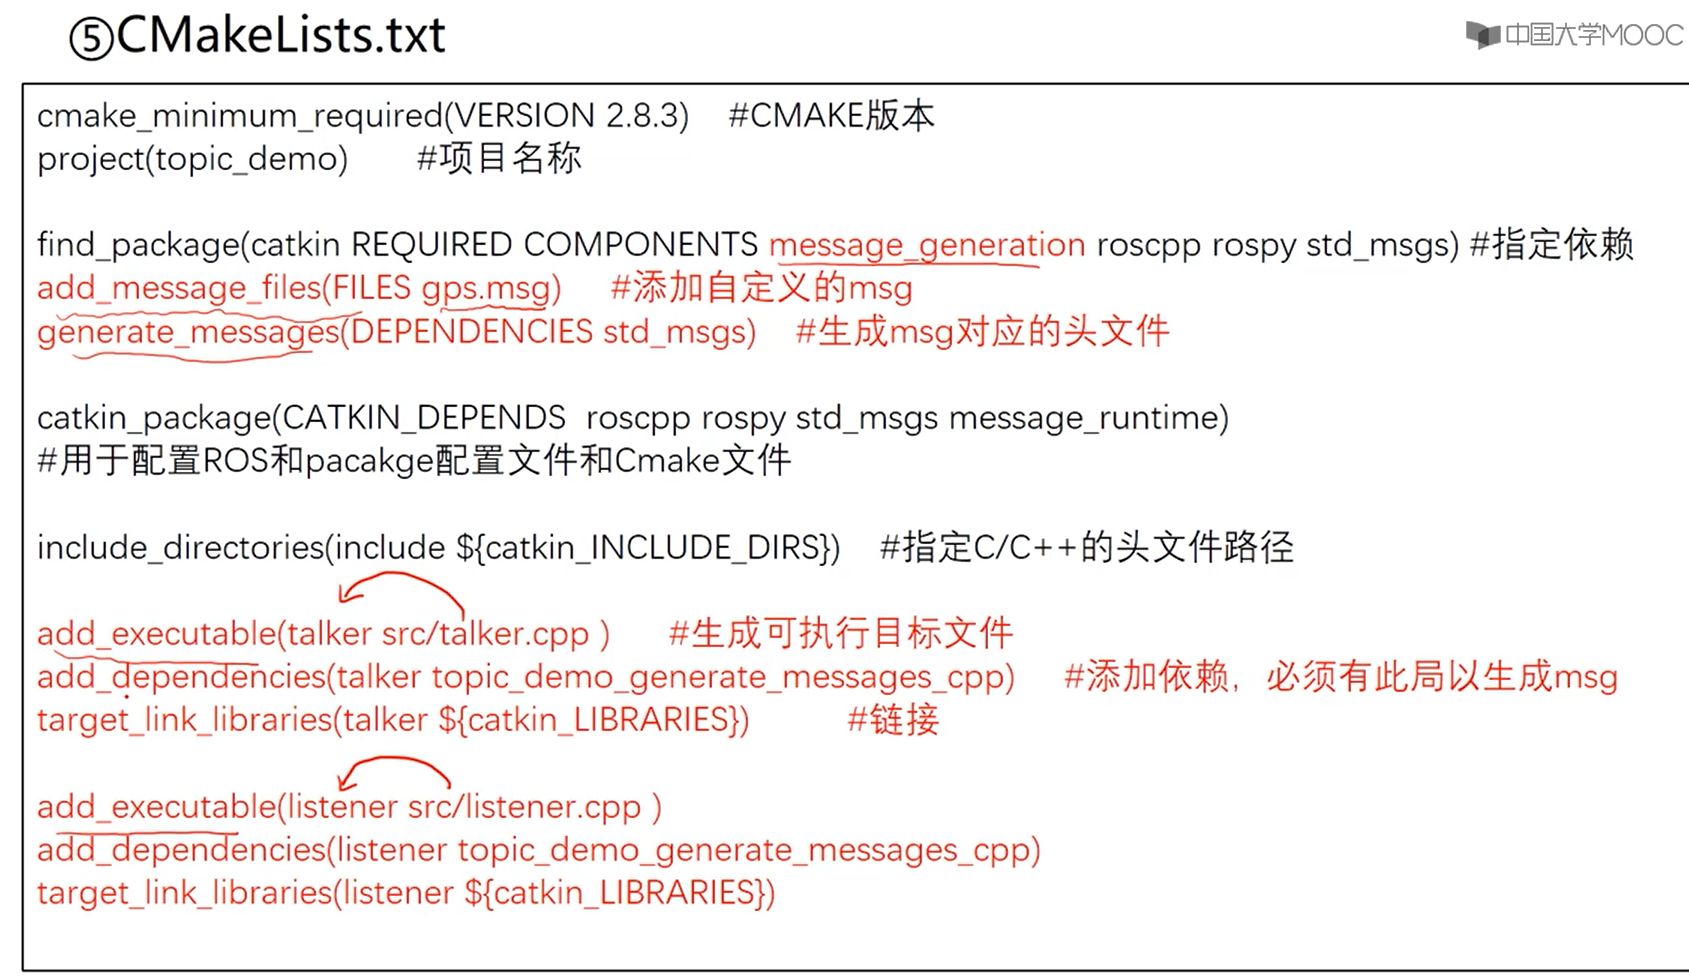 ⑤CMakeLists.txt
中国大学MOOC
cmake_minimum_required(VERSION 2.8.3) #CMAKE版本
project(topic_demo) #项目名称
find_package(catkin REQUIRED COMPONENTS message_generation roscpp rospy std_msgs) #指定依赖
add_message_files(FILES gps.msg) #添加自定义的msg
generate_messages(DEPENDENCIES std_msgs) #生成msg对应的头文件
catkin_package(CATKIN_DEPENDS roscpp rospy std_msgs message_runtime)
#用于配置ROS和pacakge配置文件和Cmake文件
include_directories(include ${catkin_INCLUDE_DIRS}) #指定C/C++的头文件路径
add_executable(talker src/talker.cpp ) #生成可执行目标文件
add_dependencies(talker topic_demo_generate_messages_cpp) #添加依赖，必须有此局以生成msg
target_link_libraries(talker ${catkin_LIBRARIES}) #链接
add_executable(listener src/listener.cpp )
add_dependencies(listener topic_demo_generate_messages_cpp)
target_link_libraries(listener ${catkin_LIBRARIES})